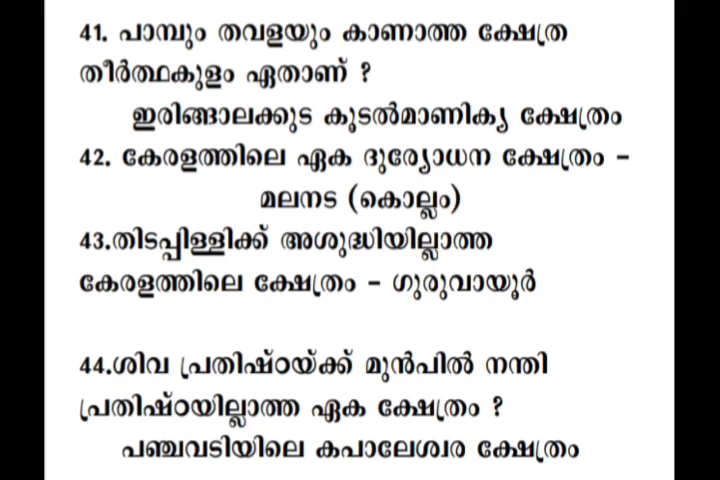 41. പാമ്പും തവളയും കാണാത്ത ക്ഷേത്ര
തീർത്ഥകുളം ഏതാണ് ?
ഇരിങ്ങാലക്കുട കൂടൽമാണിക്യ ക്ഷേത്രം
42. കേരളത്തിലെ ഏക ദുര്യോധന ക്ഷേത്രം –
മലനട (കൊല്ലം)
43.തിടപ്പിള്ളിക്ക് അശുദ്ധിയില്ലാത്ത
കേരളത്തിലെ ക്ഷേത്രം – ഗുരുവായൂർ
44.ശിവ പ്രതിഷ്ഠയ്ക്ക് മുൻപിൽ നന്തി
പ്രതിഷ്ഠയില്ലാത്ത ഏക ക്ഷേത്രം ?
പഞ്ചവടിയിലെ കപാലേശ്വര ക്ഷേത്രം